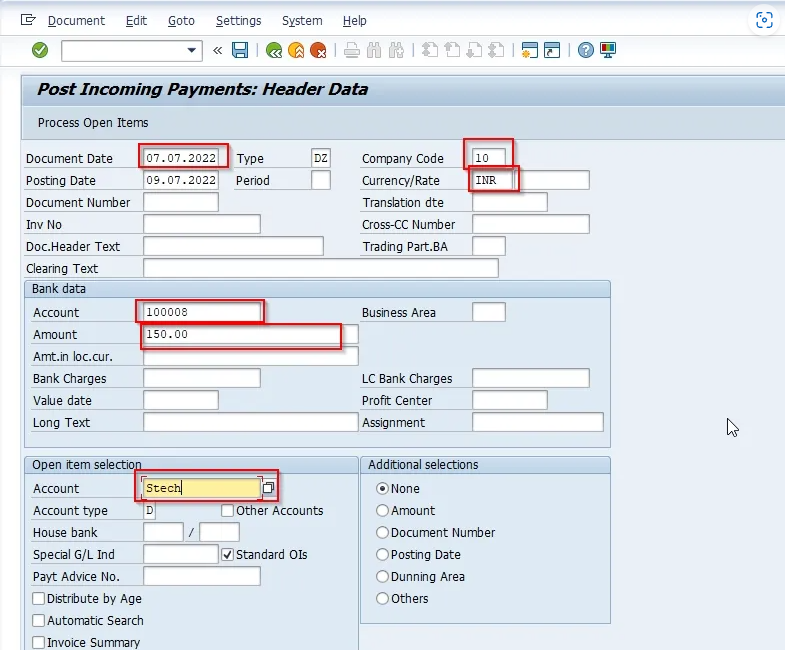 Document Edit Goto Settings System Help
Post Incoming Payments: Header Data
Process Open Items
Document Date 07.07.2022 Type DZ Company Code 10
Posting Date 09.07.2022 Period Currency/Rate INR
Document Number Translation dte
Inv No Cross-CC Number
Doc.Header Text Trading Part.BA
Clearing Text
Bank data
Account 100008 Business Area
Amount 150.00
Amt.in loc.cur.
Bank Charges LC Bank Charges
Value date Profit Center
Long Text Assignment
Open item selection Additional selections
Account Stech None
Account type D Other Accounts Amount
House bank / Document Number
Special G/L Ind Standard OIs Posting Date
Payt Advice No. Dunning Area
Distribute by Age Others
Automatic Search
Invoice Summary